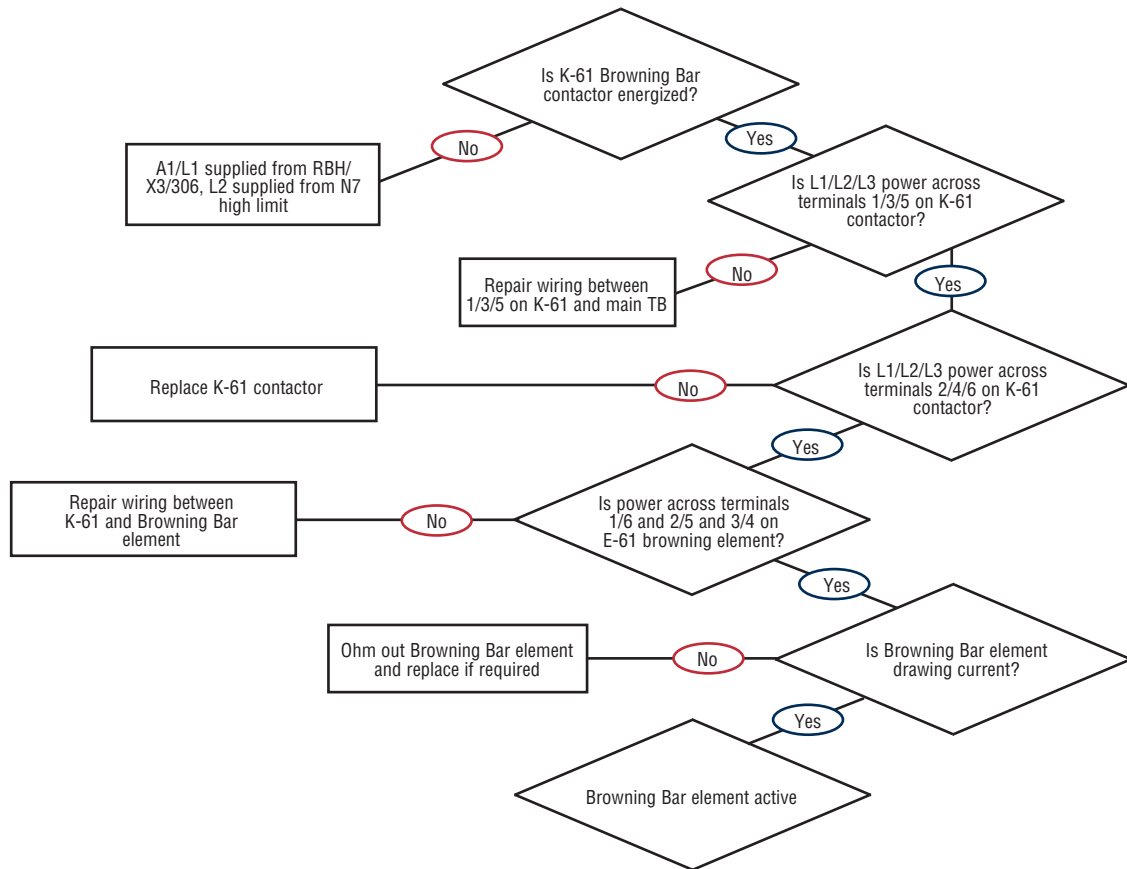 Is K-61 Browning Bar
contactor energized?
No
Yes
A1/L1 supplied from RBH/
X3/306, L2 supplied from N7
high limit
Is L1/L2/L3 power across
terminals 1/3/5 on K-61
contactor?
No
Yes
Repair wiring between
1/3/5 on K-61 and main TB
Is L1/L2/L3 power across
terminals 2/4/6 on K-61
contactor?
No
Replace K-61 contactor
Yes
Is power across terminals
1/6 and 2/5 and 3/4 on
E-61 browning element?
No
Repair wiring between
K-61 and Browning Bar
element
Yes
Is Browning Bar element
drawing current?
No
Ohm out Browning Bar element
and replace if required
Yes
Browning Bar element active